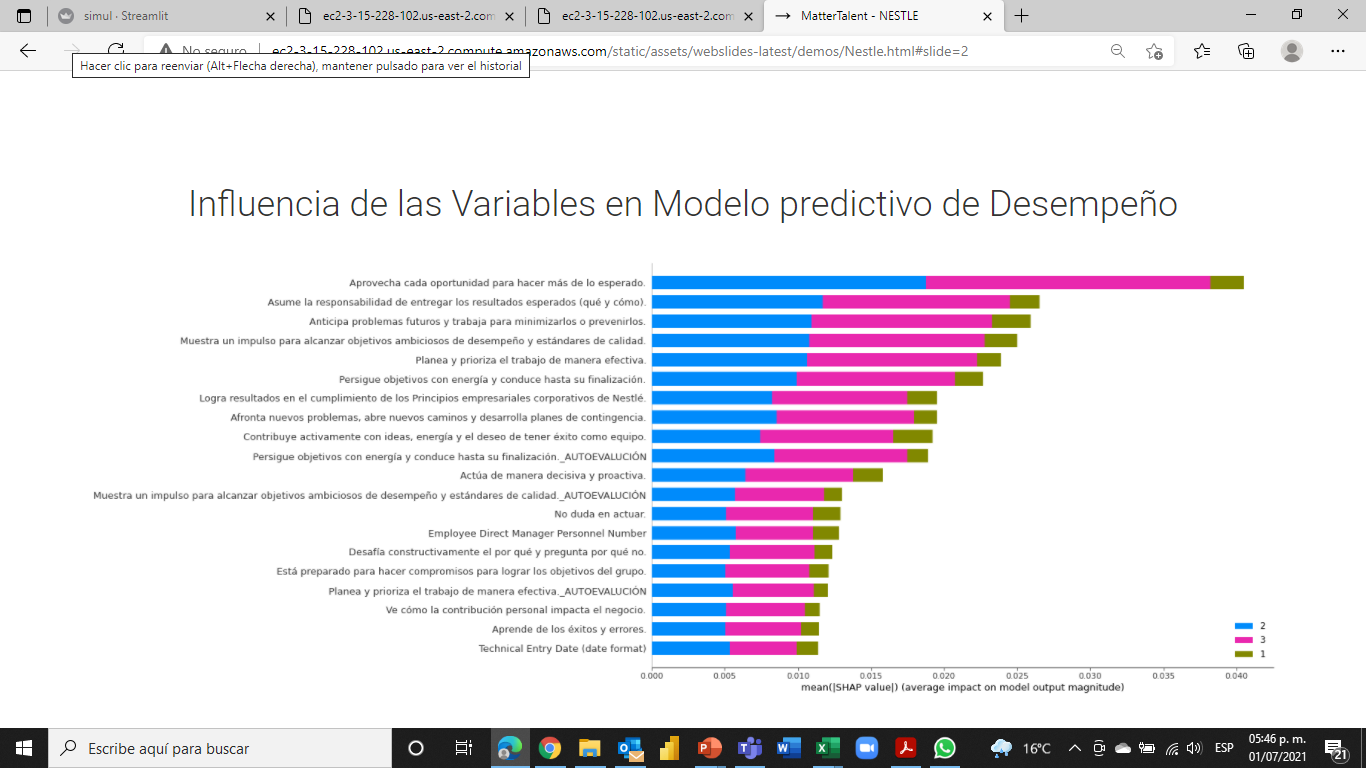 simul · Streamlit
ec2-3-15-228-102.us-east-2.com
ec2-3-15-228-102.us-east-2.com
MatterTalent - NESTLE
No seguro
ec2-3-15-228-102.us-east-2.compute.amazonaws.com/static/assets/webslides-latest/demos/Nestle.html#slide=2
Hacer clic para reenviar (Alt+Flecha derecha), mantener pulsado para ver el historial
Influencia de las Variables en Modelo predictivo de Desempeño
Aprovecha cada oportunidad para hacer más de lo esperado.
Asume la responsabilidad de entregar los resultados esperados (qué y cómo).
Anticipa problemas futuros y trabaja para minimizarlos o prevenirlos.
Muestra un impulso para alcanzar objetivos ambiciosos de desempeño y estándares de calidad.
Planea y prioriza el trabajo de manera efectiva.
Persigue objetivos con energía y conduce hasta su finalización.
Logra resultados en el cumplimiento de los Principios empresariales corporativos de Nestlé.
Afronta nuevos problemas, abre nuevos caminos y desarrolla planes de contingencia.
Contribuye activamente con ideas, energía y el deseo de tener éxito como equipo.
Persigue objetivos con energía y conduce hasta su finalización._AUTOEVALUCIÓN
Actúa de manera decisiva y proactiva.
Muestra un impulso para alcanzar objetivos ambiciosos de desempeño y estándares de calidad._AUTOEVALUCIÓN
No duda en actuar.
Employee Direct Manager Personnel Number
Desafía constructivamente el por qué y pregunta por qué no.
Está preparado para hacer compromisos para lograr los objetivos del grupo.
Planea y prioriza el trabajo de manera efectiva._AUTOEVALUCIÓN
Ve cómo la contribución personal impacta el negocio.
Aprende de los éxitos y errores.
Technical Entry Date (date format)
2
3
1
0.000 0.005 0.010 0.015 0.020 0.025 0.030 0.035 0.040
mean(|SHAP value|) (average impact on model output magnitude)
Escribe aquí para buscar
16°C
ESP
05:46 p. m.
01/07/2021
21